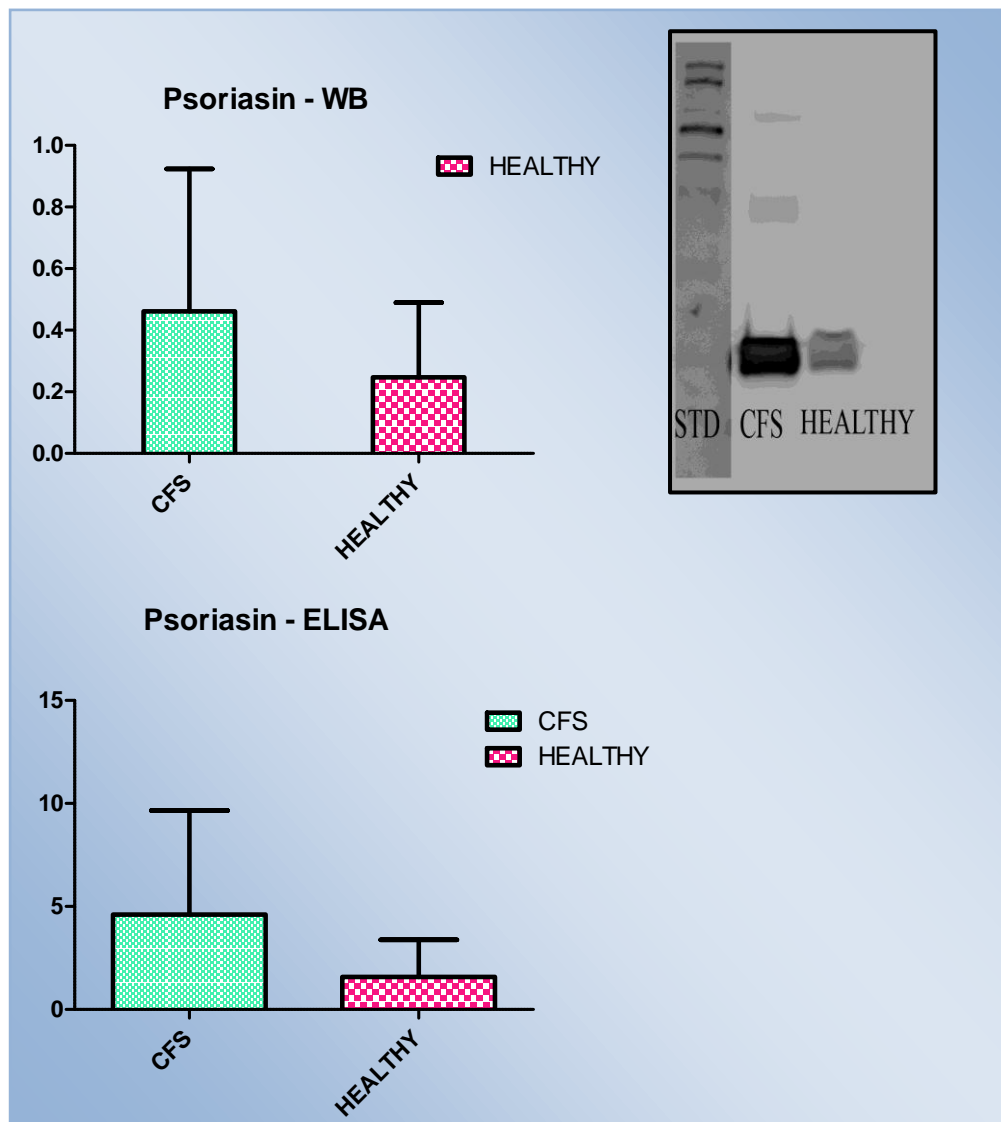 Psoriasin - WB
1.0
0.8
0.6
0.4
0.2
0.0
CFS
HEALTHY
HEALTHY
STD CFS HEALTHY
Psoriasin - ELISA
15
10
5
0
CFS
HEALTHY
CFS
HEALTHY